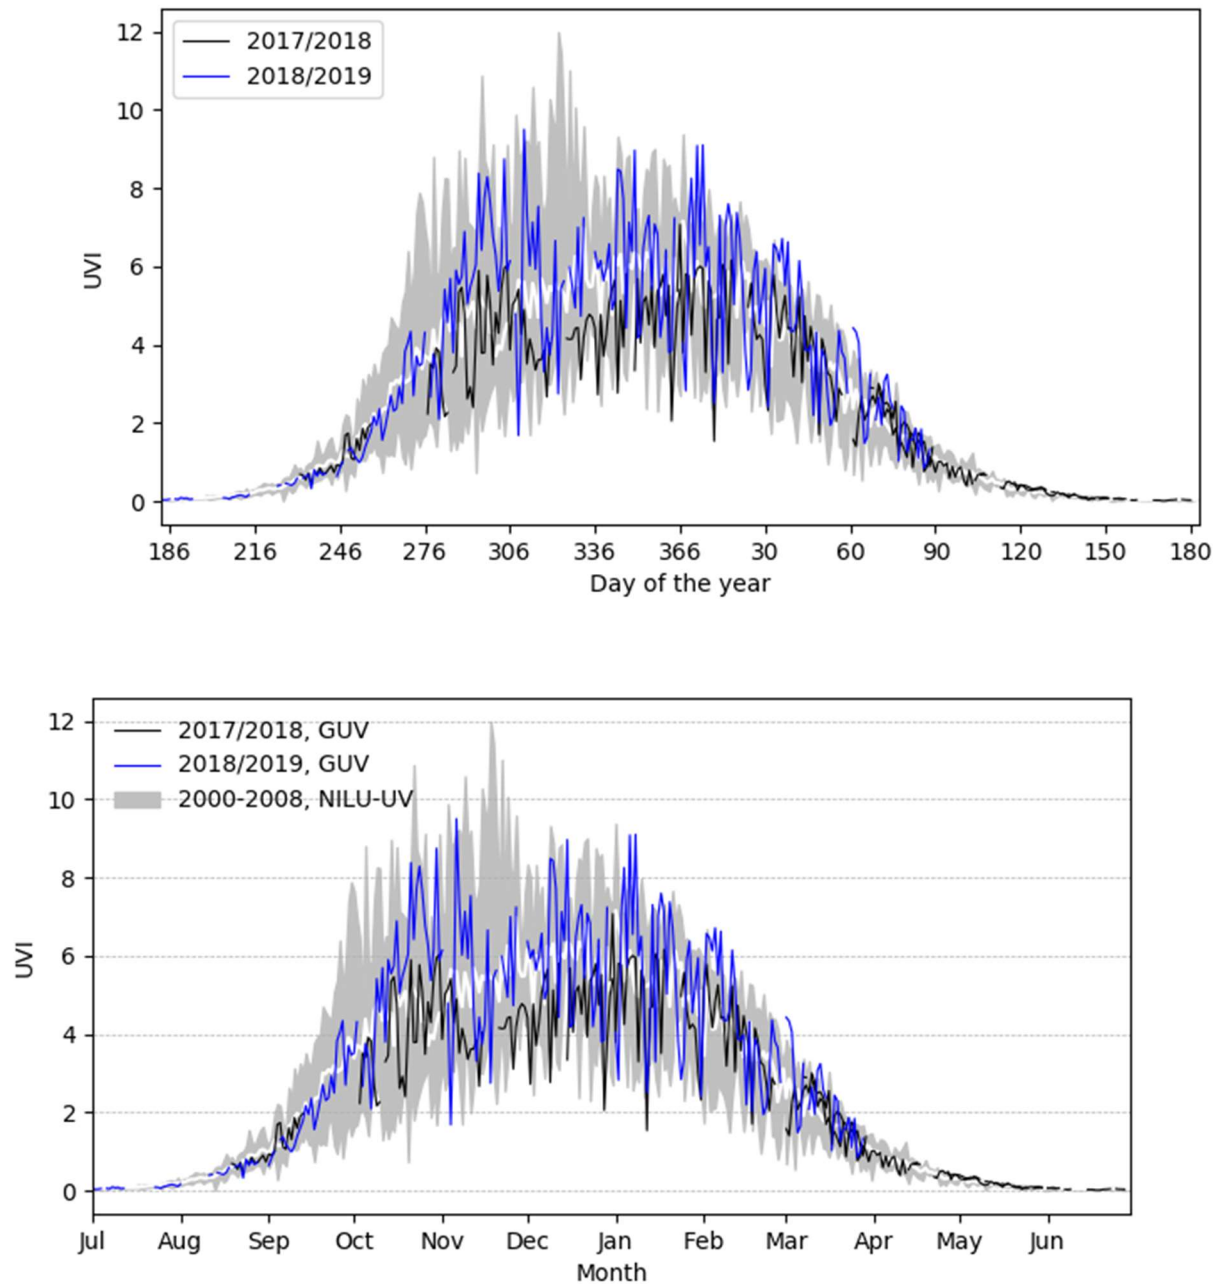 12
10
8
6
4
2
0
UVI
2017/2018
2018/2019
186 216 246 276 306 336 366 30 60 90 120 150 180
Day of the year
12
10
8
6
4
2
0
UVI
2017/2018, GUV
2018/2019, GUV
2000-2008, NILU-UV
Jul Aug Sep Oct Nov Dec Jan Feb Mar Apr May Jun
Month